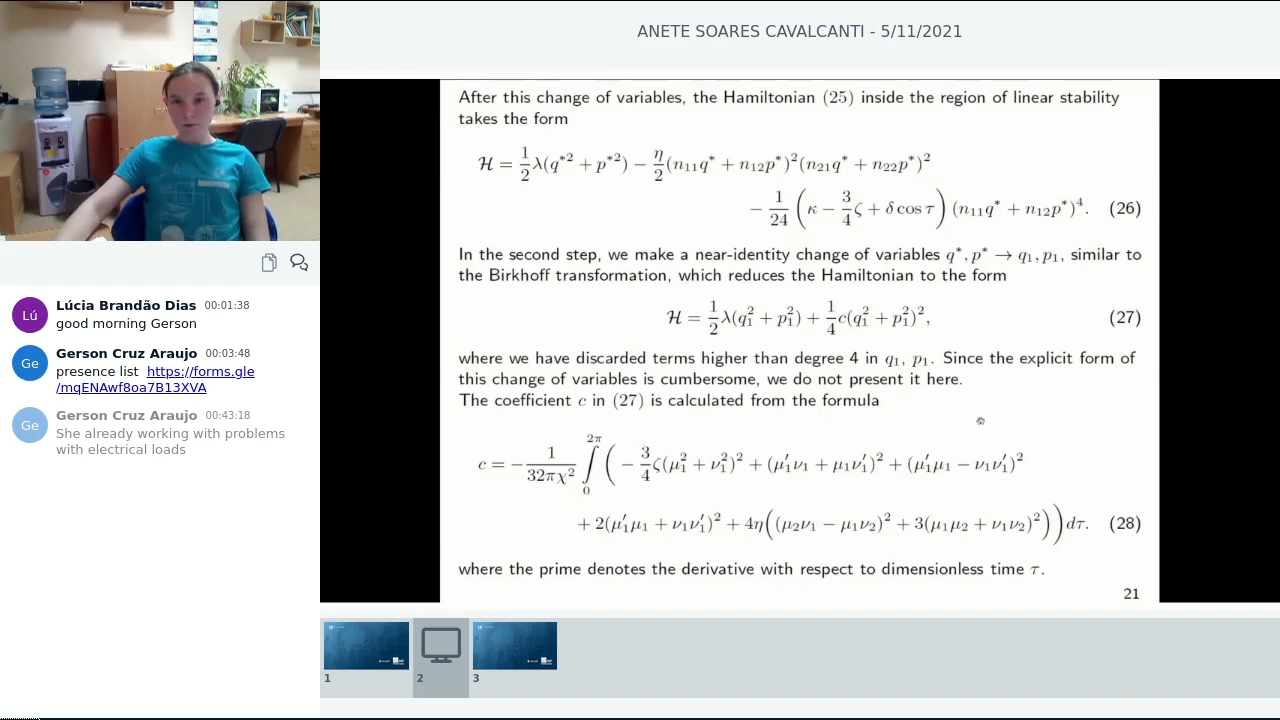 ANETE SOARES CAVALCANTI - 5/11/2021
After this change of variables, the Hamiltonian (25) inside the region of linear stability
takes the form
ℋ = 1/2 λ(q*² + p*²) − η/2 (n₁₁q* + n₁₂p*)²(n₂₁q* + n₂₂p*)²
− 1/24 (κ − 3/4 ζ + δ cos τ) (n₁₁q* + n₁₂p*)⁴. (26)
In the second step, we make a near-identity change of variables q*, p* → q₁, p₁, similar to
the Birkhoff transformation, which reduces the Hamiltonian to the form
ℋ = 1/2 λ(q₁² + p₁²) + 1/4 c(q₁² + p₁²)², (27)
where we have discarded terms higher than degree 4 in q₁, p₁. Since the explicit form of
this change of variables is cumbersome, we do not present it here.
The coefficient c in (27) is calculated from the formula
c = − 1/32πχ² ∫₀^2π ( − 3/4 ζ(μ₁² + ν₁²)² + (μ₁′ν₁ + μ₁ν₁′)² + (μ₁′μ₁ − ν₁ν₁′)²
+ 2(μ₁′μ₁ + ν₁ν₁′)² + 4η((μ₂ν₁ − μ₁ν₂)² + 3(μ₁μ₂ + ν₁ν₂)²))dτ. (28)
where the prime denotes the derivative with respect to dimensionless time τ.
21
Lú
Lúcia Brandão Dias 00:01:38
good morning Gerson
Ge
Gerson Cruz Araujo 00:03:48
presence list https://forms.gle
/mqENAwf8oa7B13XVA
Ge
Gerson Cruz Araujo 00:43:18
She already working with problems
with electrical loads
1
2
3